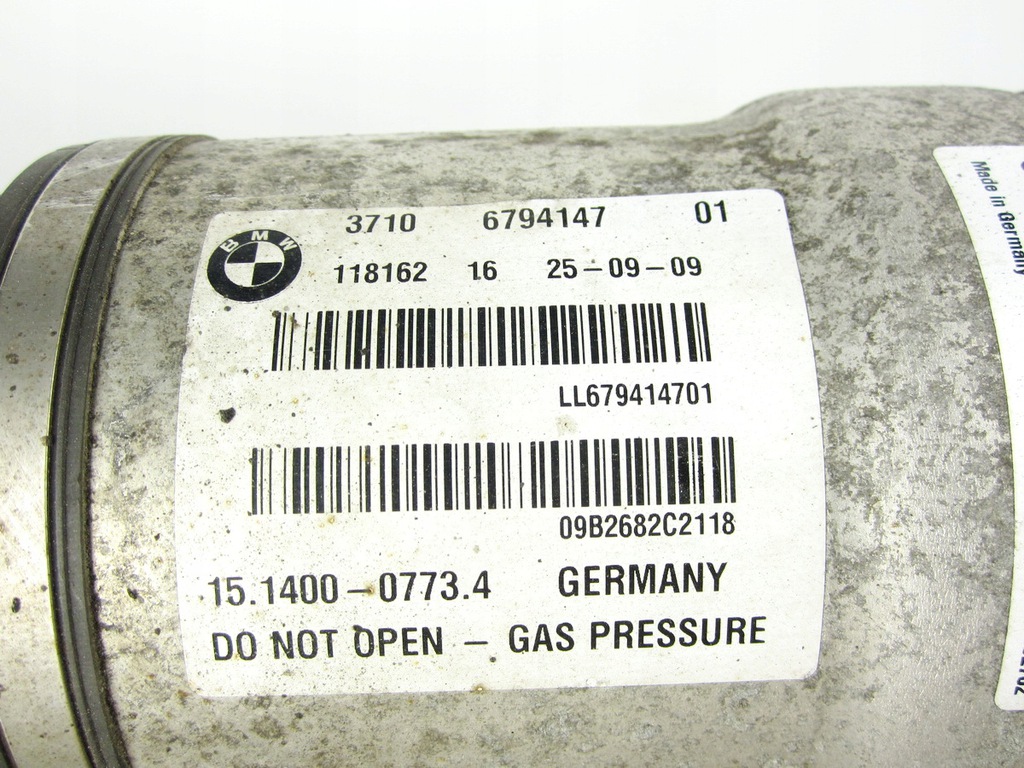 BMW
3710 6794147 01
118162 16 25-09-09
LL679414701
09B2682C2118
15.1400-0773.4 GERMANY
DO NOT OPEN - GAS PRESSURE
Made in Germany